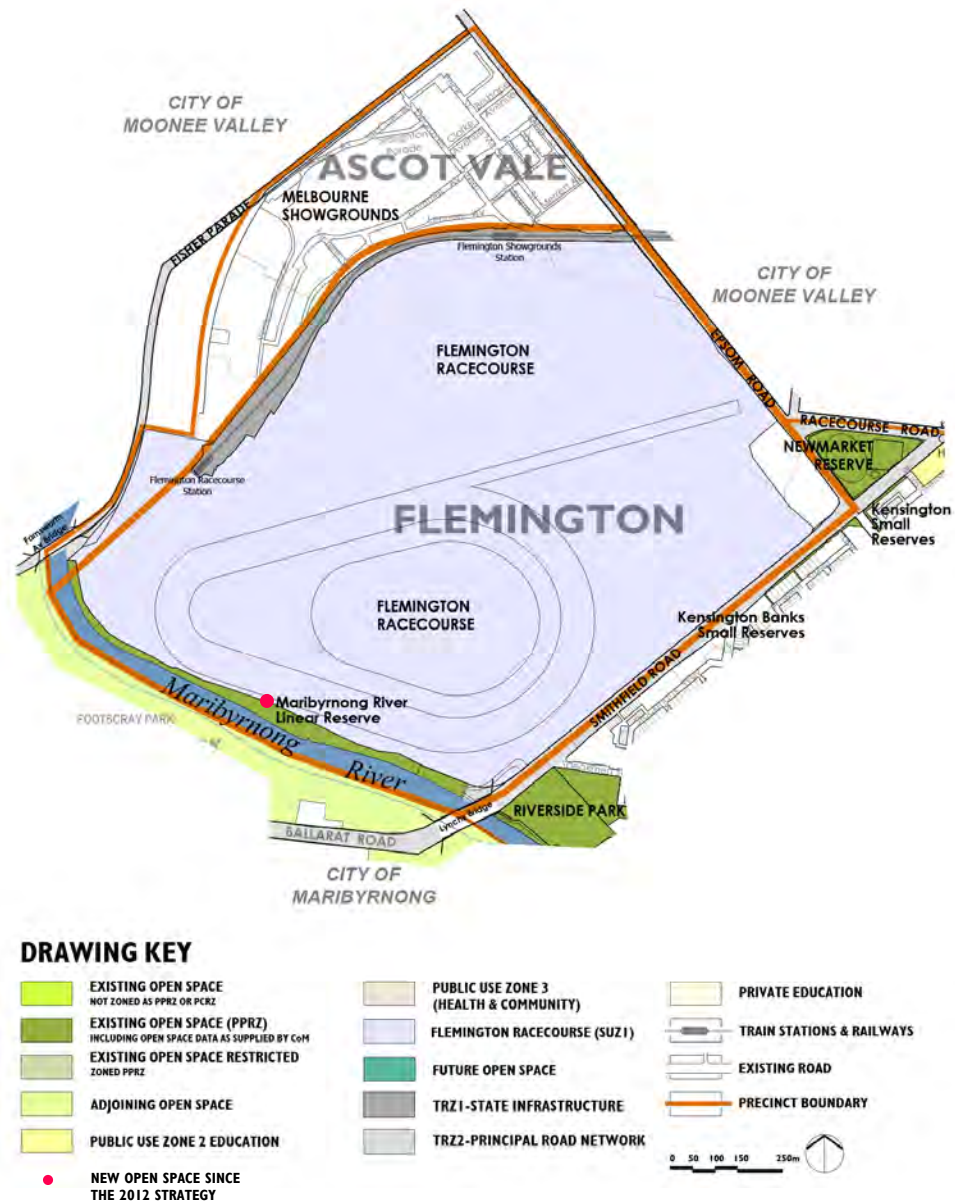 CITY OF
MOONEE VALLEY
ASCOT VALE
MELBOURNE
SHOWGROUNDS
FISHER PARADE
Flemington Showgrounds
Station
CITY OF
MOONEE VALLEY
FLEMINGTON
RACECOURSE
EPSOM ROAD
RACECOURSE ROAD
NEWMARKET
RESERVE
Flemington Racecourse
Station
FLEMINGTON
Kensington
Small
Reserves
Farnsworth
Av Bridge
FLEMINGTON
RACECOURSE
Kensington Banks
Small Reserves
SMITHFIELD ROAD
Maribyrnong River
Linear Reserve
FOOTSCRAY PARK
Maribyrnong
River
RIVERSIDE PARK
Lynchs Bridge
BALLARAT ROAD
CITY OF
MARIBYRNONG
DRAWING KEY
EXISTING OPEN SPACE
NOT ZONED AS PPRZ OR PCRZ
EXISTING OPEN SPACE (PPRZ)
INCLUDING OPEN SPACE DATA AS SUPPLIED BY CoM
EXISTING OPEN SPACE RESTRICTED
ZONED PPRZ
ADJOINING OPEN SPACE
PUBLIC USE ZONE 2 EDUCATION
NEW OPEN SPACE SINCE
THE 2012 STRATEGY
PUBLIC USE ZONE 3
(HEALTH & COMMUNITY)
FLEMINGTON RACECOURSE (SUZ1)
FUTURE OPEN SPACE
TRZ1-STATE INFRASTRUCTURE
TRZ2-PRINCIPAL ROAD NETWORK
PRIVATE EDUCATION
TRAIN STATIONS & RAILWAYS
EXISTING ROAD
PRECINCT BOUNDARY
0 50 100 150 250m